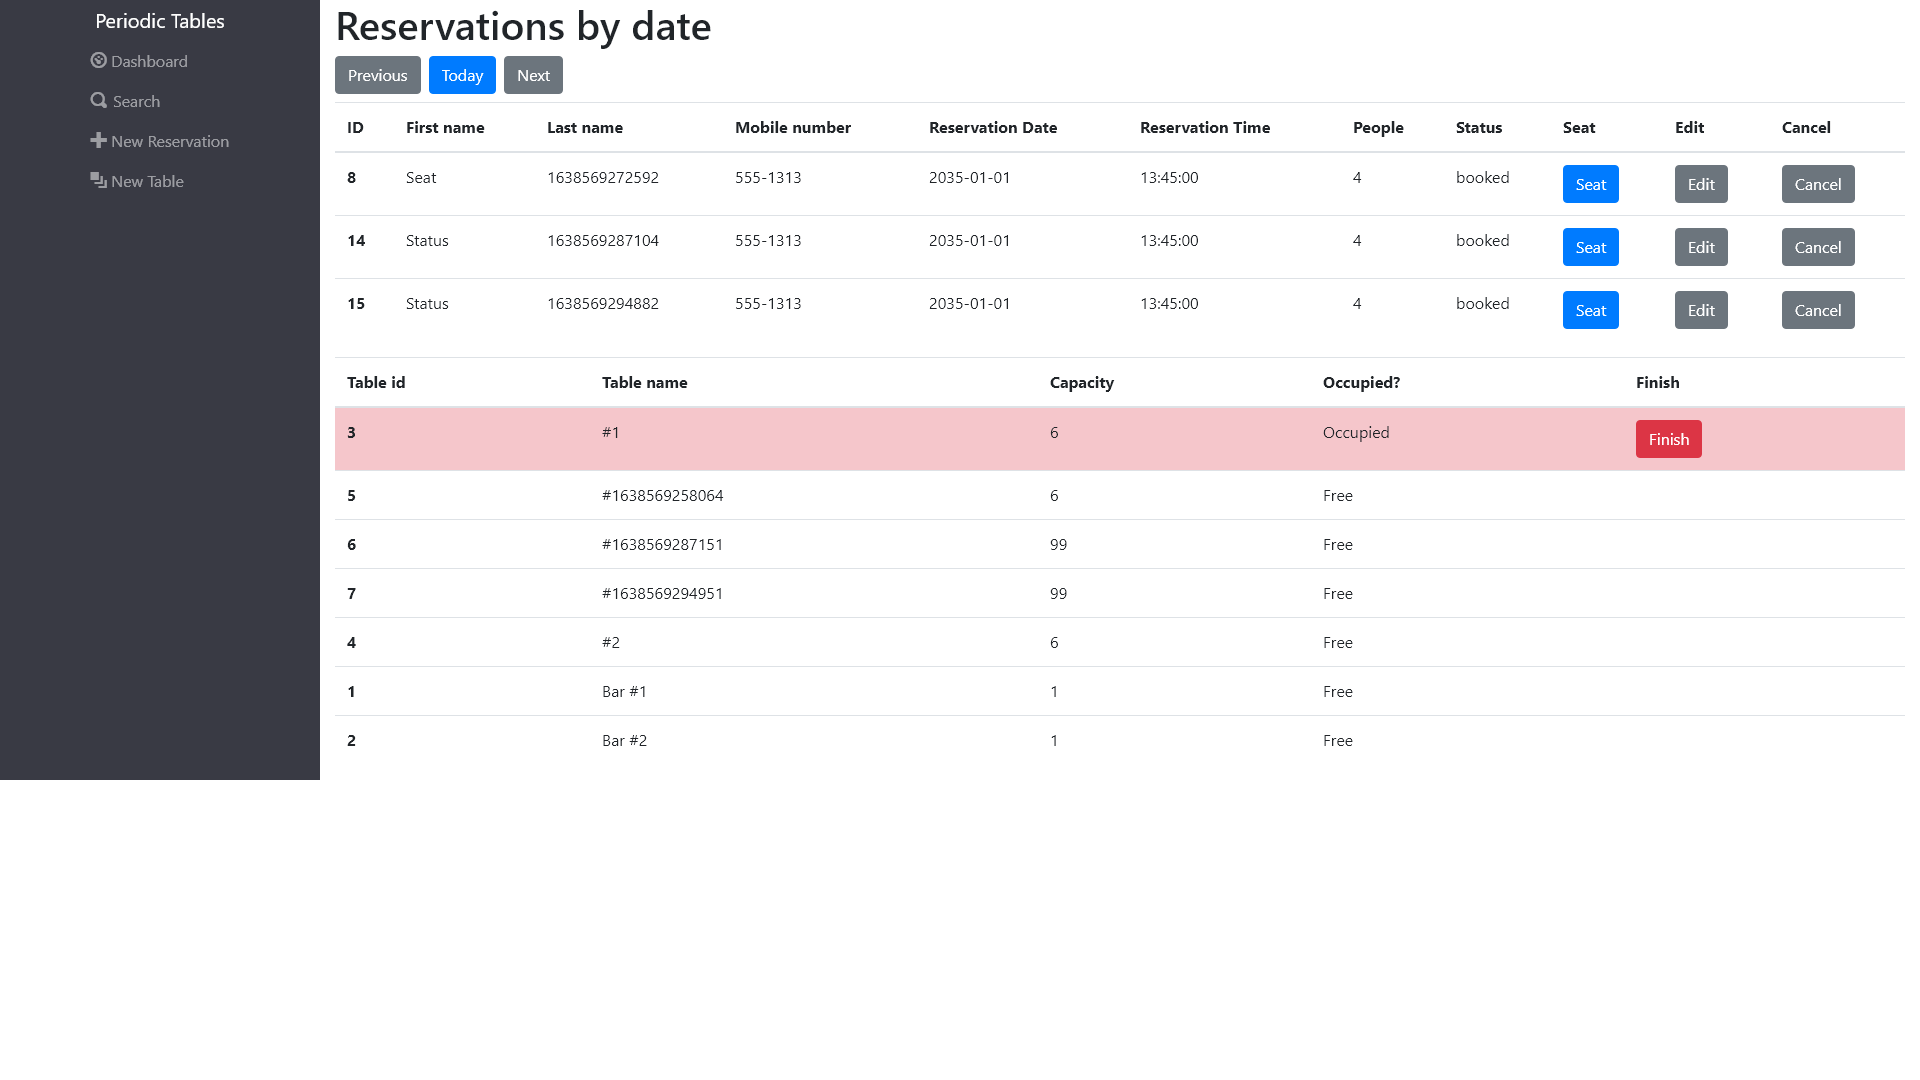 Periodic Tables
Dashboard
Search
New Reservation
New Table
Reservations by date
Previous Today Next
ID First name Last name Mobile number Reservation Date Reservation Time People Status Seat Edit Cancel
8 Seat 1638569272592 555-1313 2035-01-01 13:45:00 4 booked Seat Edit Cancel
14 Status 1638569287104 555-1313 2035-01-01 13:45:00 4 booked Seat Edit Cancel
15 Status 1638569294882 555-1313 2035-01-01 13:45:00 4 booked Seat Edit Cancel
Table id Table name Capacity Occupied? Finish
3 #1 6 Occupied Finish
5 #1638569258064 6 Free
6 #1638569287151 99 Free
7 #1638569294951 99 Free
4 #2 6 Free
1 Bar #1 1 Free
2 Bar #2 1 Free